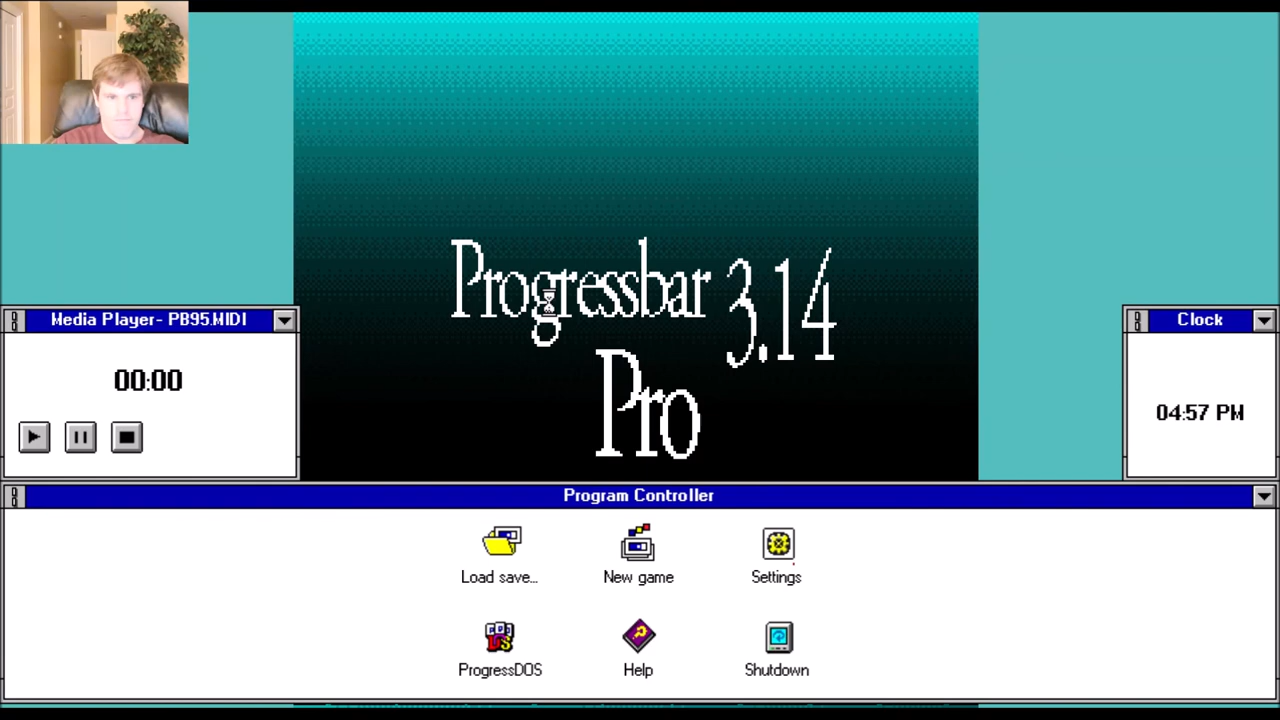 Progressbar 3.14
Pro
Media Player- PB95.MIDI
00:00
Clock
04:57 PM
Program Controller
Load save...
New game
Settings
ProgressDOS
Help
Shutdown